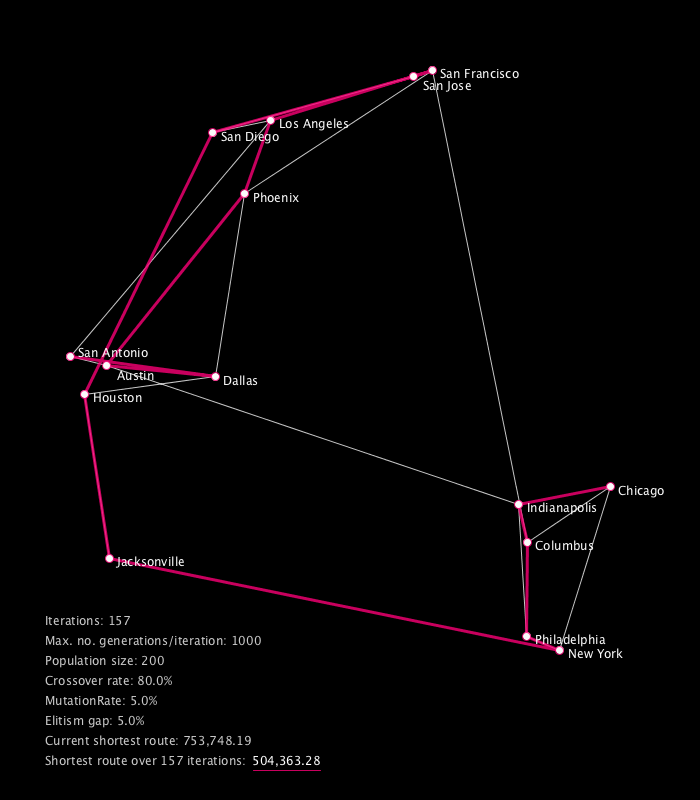 San Francisco
San Jose
Los Angeles
San Diego
Phoenix
San Antonio
Austin
Dallas
Houston
Chicago
Indianapolis
Columbus
Jacksonville
Philadelphia
New York
Iterations: 157
Max. no. generations/iteration: 1000
Population size: 200
Crossover rate: 80.0%
MutationRate: 5.0%
Elitism gap: 5.0%
Current shortest route: 753,748.19
Shortest route over 157 iterations: 504,363.28